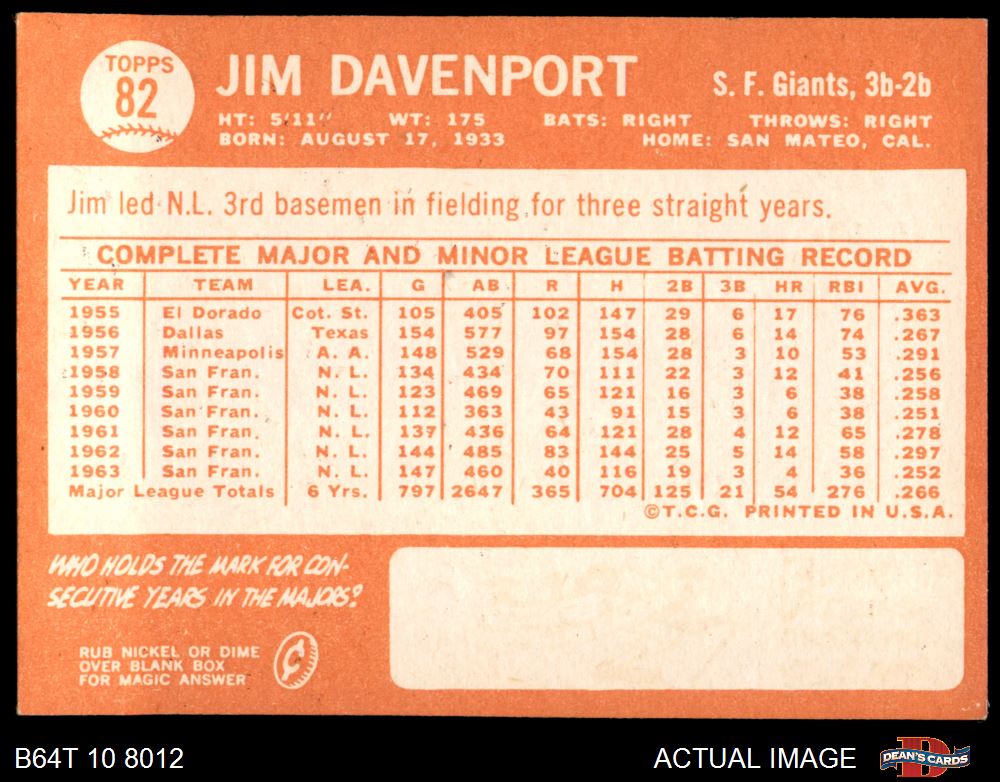 TOPPS
82
JIM DAVENPORT
S. F. Giants, 3b-2b
HT: 5/11" WT: 175 BATS: RIGHT THROWS: RIGHT
BORN: AUGUST 17, 1933 HOME: SAN MATEO, CAL.
Jim led N.L. 3rd basemen in fielding for three straight years.
COMPLETE MAJOR AND MINOR LEAGUE BATTING RECORD
YEAR TEAM LEA. G AB R H 2B 3B HR RBI AVG.
1955 El Dorado Cot. St. 105 405 102 147 29 6 17 76 .363
1956 Dallas Texas 154 577 97 154 28 6 14 74 .267
1957 Minneapolis A. A. 148 529 68 154 28 3 10 53 .291
1958 San Fran. N. L. 134 434 70 111 22 3 12 41 .256
1959 San Fran. N. L. 123 469 65 121 16 3 6 38 .258
1960 San Fran. N. L. 112 363 43 91 15 3 6 38 .251
1961 San Fran. N. L. 137 436 64 121 28 4 12 65 .278
1962 San Fran. N. L. 144 485 83 144 25 5 14 58 .297
1963 San Fran. N. L. 147 460 40 116 19 3 4 36 .252
Major League Totals 6 Yrs. 797 2647 365 704 125 21 54 276 .266
©T.C.G. PRINTED IN U.S.A.
WHO HOLDS THE MARK FOR CON-
SECUTIVE YEARS IN THE MAJORS?
RUB NICKEL OR DIME
OVER BLANK BOX
FOR MAGIC ANSWER
B64T 10 8012 ACTUAL IMAGE DEAN'S CARDS